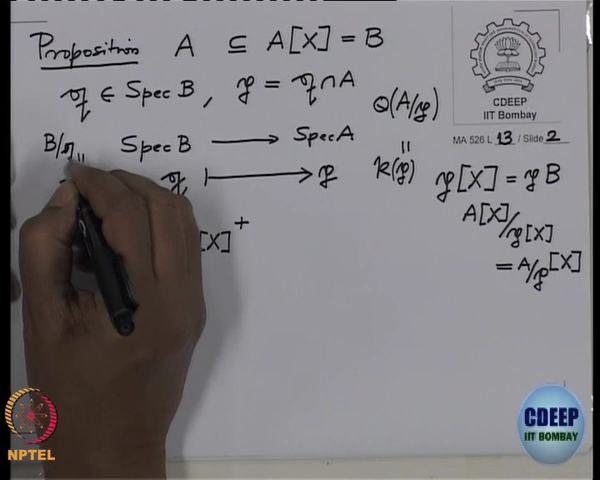 Proposition A ⊆ A[X] = B
𝔮 ∈ Spec B, 𝔭 = 𝔮 ∩ A
Q(A/𝔭)
B/𝔮 Spec B ⟶ Spec A
=
k(𝔭)
𝔮 ⟼ 𝔭
[X]⁺
𝔭[X] = 𝔭B
A[X]/𝔭[X]
= A/𝔭[X]
CDEEP
IIT Bombay
MA 526 L 13 / Slide 2
NPTEL
CDEEP
IIT BOMBAY